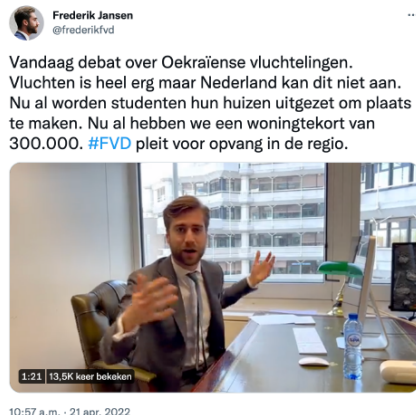 Frederik Jansen
@frederikfvd
Vandaag debat over Oekraïense vluchtelingen.
Vluchten is heel erg maar Nederland kan dit niet aan.
Nu al worden studenten hun huizen uitgezet om plaats
te maken. Nu al hebben we een woningtekort van
300.000. #FVD pleit voor opvang in de regio.
1:21 13,5K keer bekeken
10:57 a.m. · 21 apr. 2022